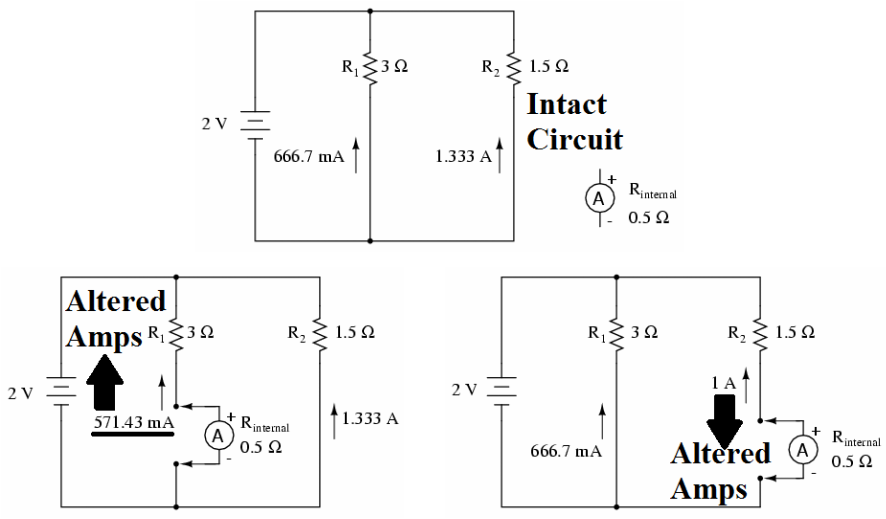 R1 3 Ω
R2 1.5 Ω
Intact
Circuit
2 V
666.7 mA
1.333 A
A
+
-
Rinternal
0.5 Ω
Altered
Amps
R1 3 Ω
R2 1.5 Ω
2 V
571.43 mA
A
+
-
Rinternal
0.5 Ω
1.333 A
R1 3 Ω
R2 1.5 Ω
2 V
1 A
666.7 mA
Altered
Amps
A
+
-
Rinternal
0.5 Ω